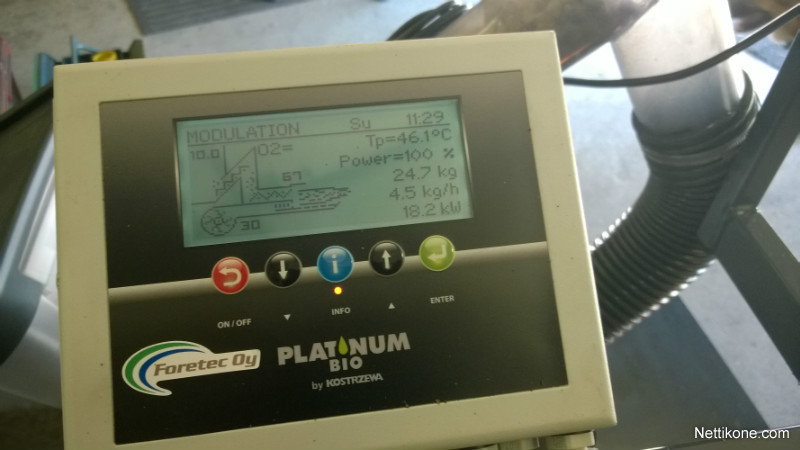 MODULATION Su 11:29
10.0 O2= Tp=46.1°C
Power=100 %
67 24.7 kg
4.5 kg/h
30 18.2 kW
i
ON / OFF INFO ENTER
Foretec Oy
PLATINUM
BIO
by KOSTRZEWA
Nettikone.com